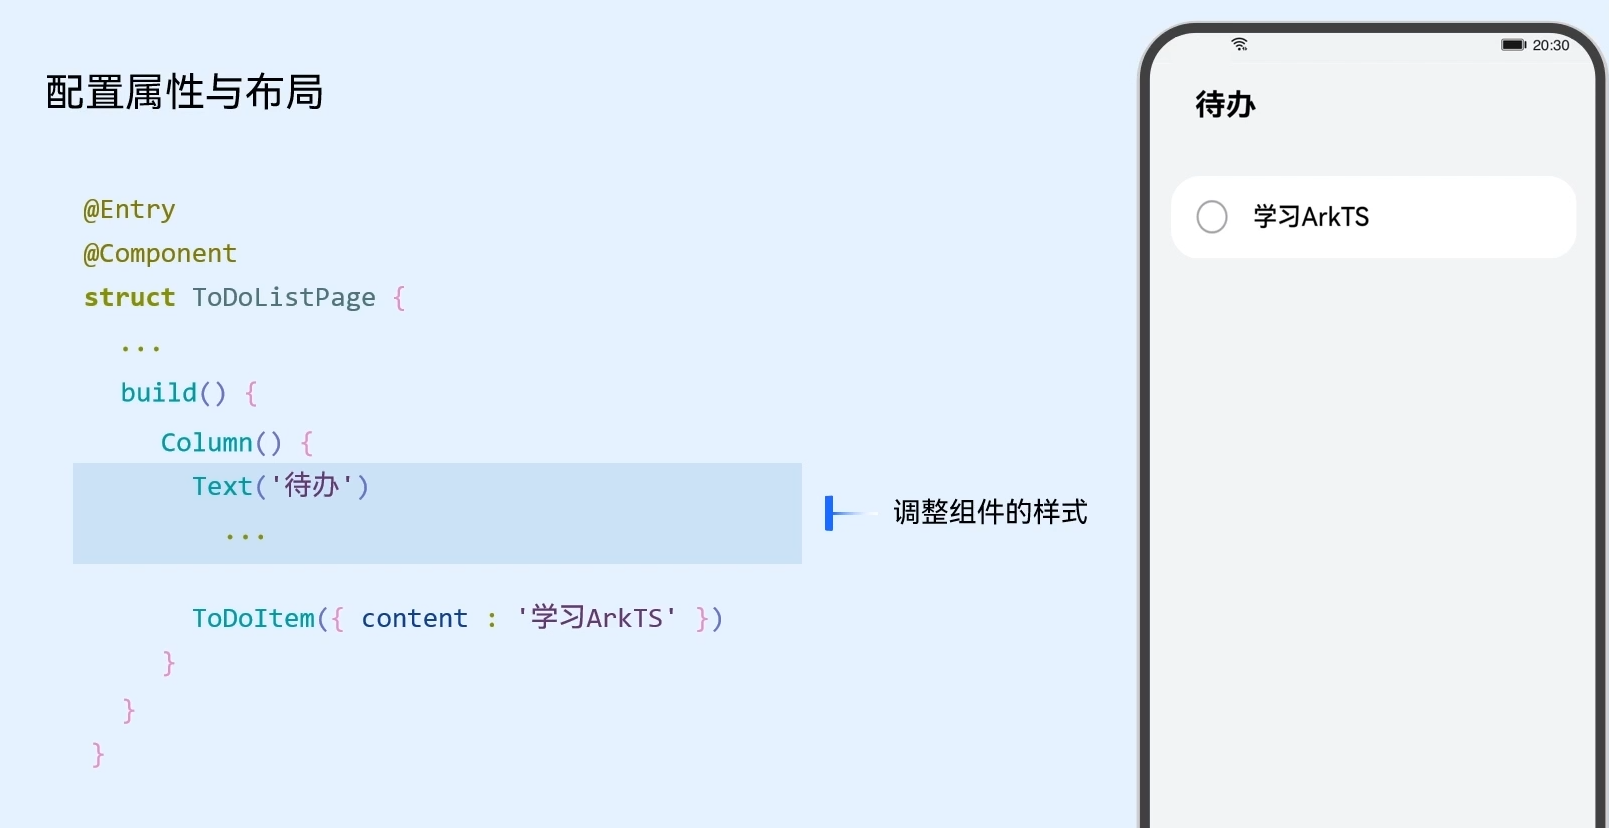 配置属性与布局
@Entry
@Component
struct ToDoListPage {
...
build() {
Column() {
Text('待办')
...
ToDoItem({ content : '学习ArkTS' })
}
}
}
调整组件的样式
20:30
待办
学习ArkTS